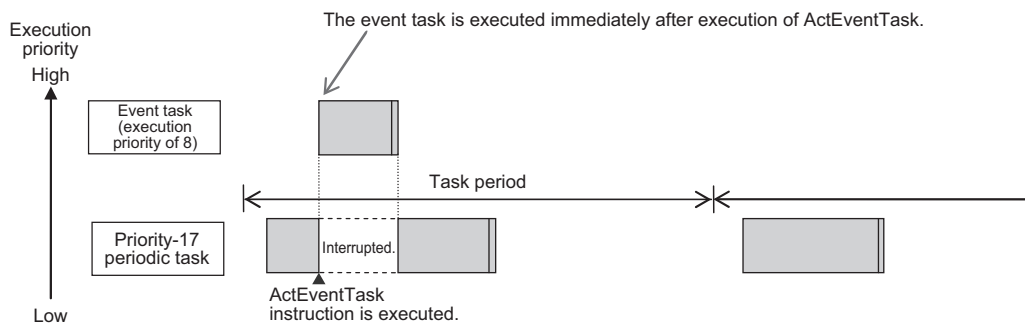 The event task is executed immediately after execution of ActEventTask.
Execution
priority
High
Event task
(execution
priority of 8)
Task period
Priority-17
periodic task
Interrupted.
ActEventTask
instruction is executed.
Low